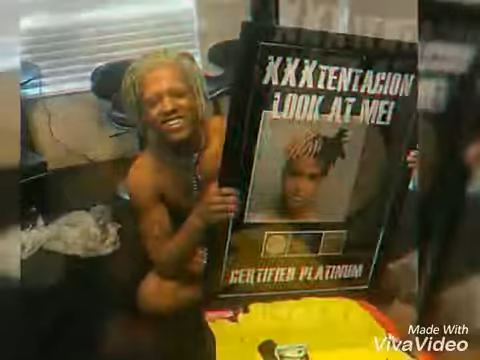 XXXTENTACION
LOOK AT ME!
CERTIFIED PLATINUM
Made With
VivaVideo